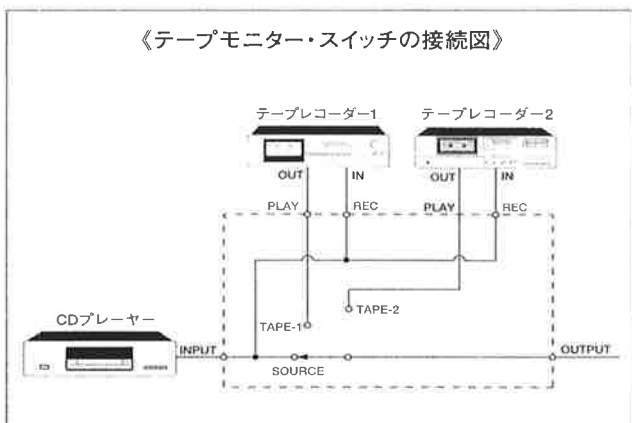 《テープモニター・スイッチの接続図》
テープレコーダー1 テープレコーダー2
OUT IN OUT IN
PLAY REC PLAY REC
TAPE-1 TAPE-2
CDプレーヤー
INPUT
SOURCE
OUTPUT